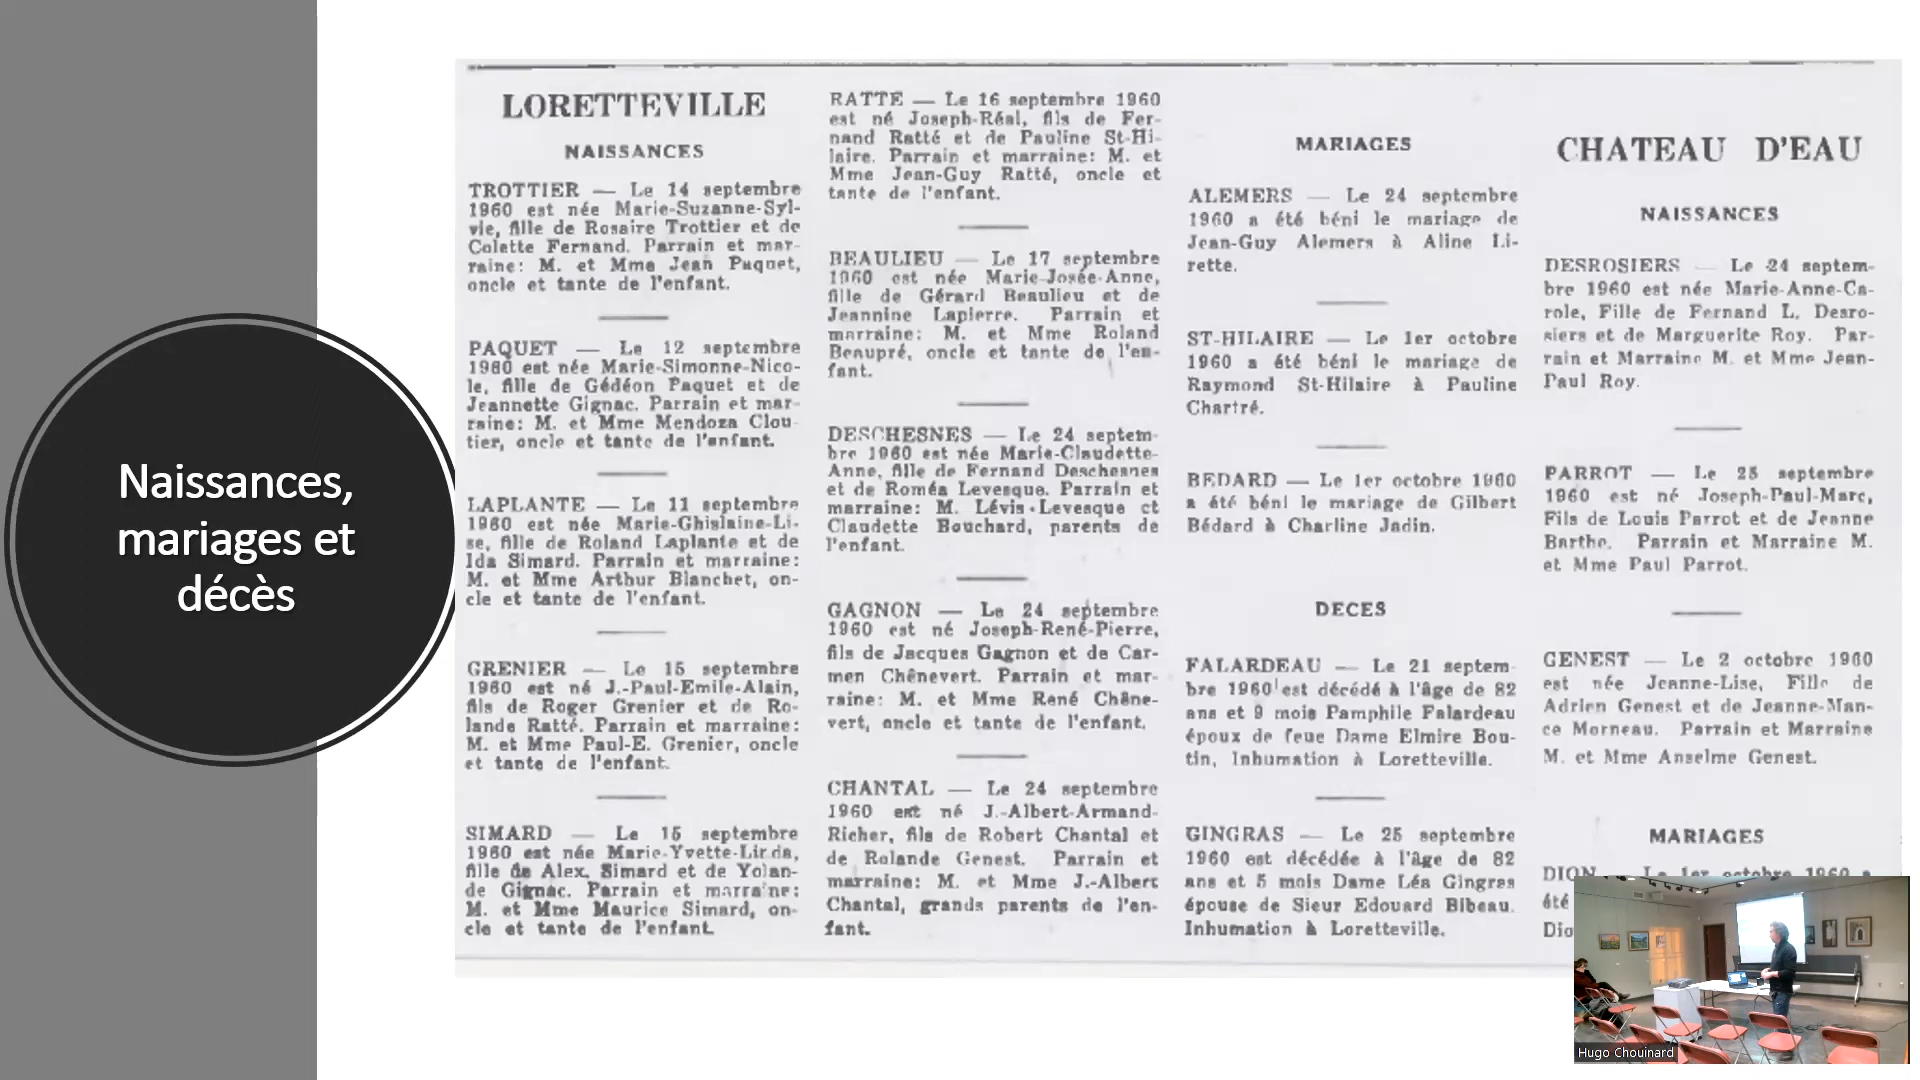 Naissances,
mariages et
décès
LORETTEVILLE
NAISSANCES
TROTTIER — Le 14 septembre
1960 est née Marie-Suzanne-Syl-
vie, fille de Rosaire Trottier et de
Colette Fernand. Parrain et mar-
raine: M. et Mme Jean Paquet,
oncle et tante de l'enfant.
PAQUET — Le 12 septembre
1960 est née Marie-Simonne-Nico-
le, fille de Gédéon Paquet et de
Jeannette Gignac. Parrain et mar-
raine: M. et Mme Mendoza Clou-
tier, oncle et tante de l'enfant.
LAPLANTE — Le 11 septembre
1960 est née Marie-Ghislaine-Li-
se, fille de Roland Laplante et de
Ida Simard. Parrain et marraine:
M. et Mme Arthur Blanchet, on-
cle et tante de l'enfant.
GRENIER — Le 15 septembre
1960 est né J.-Paul-Emile-Alain,
fils de Roger Grenier et de Ro-
lande Ratté. Parrain et marraine:
M. et Mme Paul-E. Grenier, oncle
et tante de l'enfant.
SIMARD — Le 15 septembre
1960 est née Marie-Yvette-Linda,
fille de Alex. Simard et de Yolan-
de Gignac. Parrain et marraine:
M. et Mme Maurice Simard, on-
cle et tante de l'enfant.
RATTE — Le 16 septembre 1960
est né Joseph-Réal, fils de Fer-
nand Ratté et de Pauline St-Hi-
laire. Parrain et marraine: M. et
Mme Jean-Guy Ratté, oncle et
tante de l'enfant.
BEAULIEU — Le 17 septembre
1960 est née Marie-Josée-Anne,
fille de Gérard Beaulieu et de
Jeannine Lapierre. Parrain et
marraine: M. et Mme Roland
Beaupré, oncle et tante de l'en-
fant.
DESCHESNES — Le 24 septem-
bre 1960 est née Marie-Claudette-
Anne, fille de Fernand Deschesnes
et de Roméa Levesque. Parrain et
marraine: M. Lévis Levesque et
Claudette Bouchard, parents de
l'enfant.
GAGNON — Le 24 septembre
1960 est né Joseph-René-Pierre,
fils de Jacques Gagnon et de Car-
men Chênevert. Parrain et mar-
raine: M. et Mme René Chêne-
vert, oncle et tante de l'enfant.
CHANTAL — Le 24 septembre
1960 est né J.-Albert-Armand-
Richer, fils de Robert Chantal et
de Rolande Genest. Parrain et
marraine: M. et Mme J.-Albert
Chantal, grands parents de l'en-
fant.
MARIAGES
ALEMERS — Le 24 septembre
1960 a été béni le mariage de
Jean-Guy Alemers à Aline Li-
rette.
ST-HILAIRE — Le 1er octobre
1960 a été béni le mariage de
Raymond St-Hilaire à Pauline
Chartré.
BEDARD — Le 1er octobre 1960
a été béni le mariage de Gilbert
Bédard à Charline Jadin.
DECES
FALARDEAU — Le 21 septem-
bre 1960 est décédé à l'âge de 82
ans et 9 mois Pamphile Falardeau
époux de feue Dame Elmire Bou-
tin, Inhumation à Loretteville.
GINGRAS — Le 25 septembre
1960 est décédée à l'âge de 82
ans et 5 mois Dame Léa Gingras
épouse de Sieur Edouard Bibeau.
Inhumation à Loretteville.
CHATEAU D'EAU
NAISSANCES
DESROSIERS — Le 24 septem-
bre 1960 est née Marie-Anne-Ca-
role, Fille de Fernand L. Desro-
siers et de Marguerite Roy. Par-
rain et Marraine M. et Mme Jean-
Paul Roy.
PARROT — Le 25 septembre
1960 est né Joseph-Paul-Marc,
Fils de Louis Parrot et de Jeanne
Barthe. Parrain et Marraine M.
et Mme Paul Parrot.
GENEST — Le 2 octobre 1960
est née Jeanne-Lise, Fille de
Adrien Genest et de Jeanne-Man-
ce Morneau. Parrain et Marraine
M. et Mme Anselme Genest.
MARIAGES
DION — Le 1er octobre 1960 a
été
Dio
Hugo Chouinard